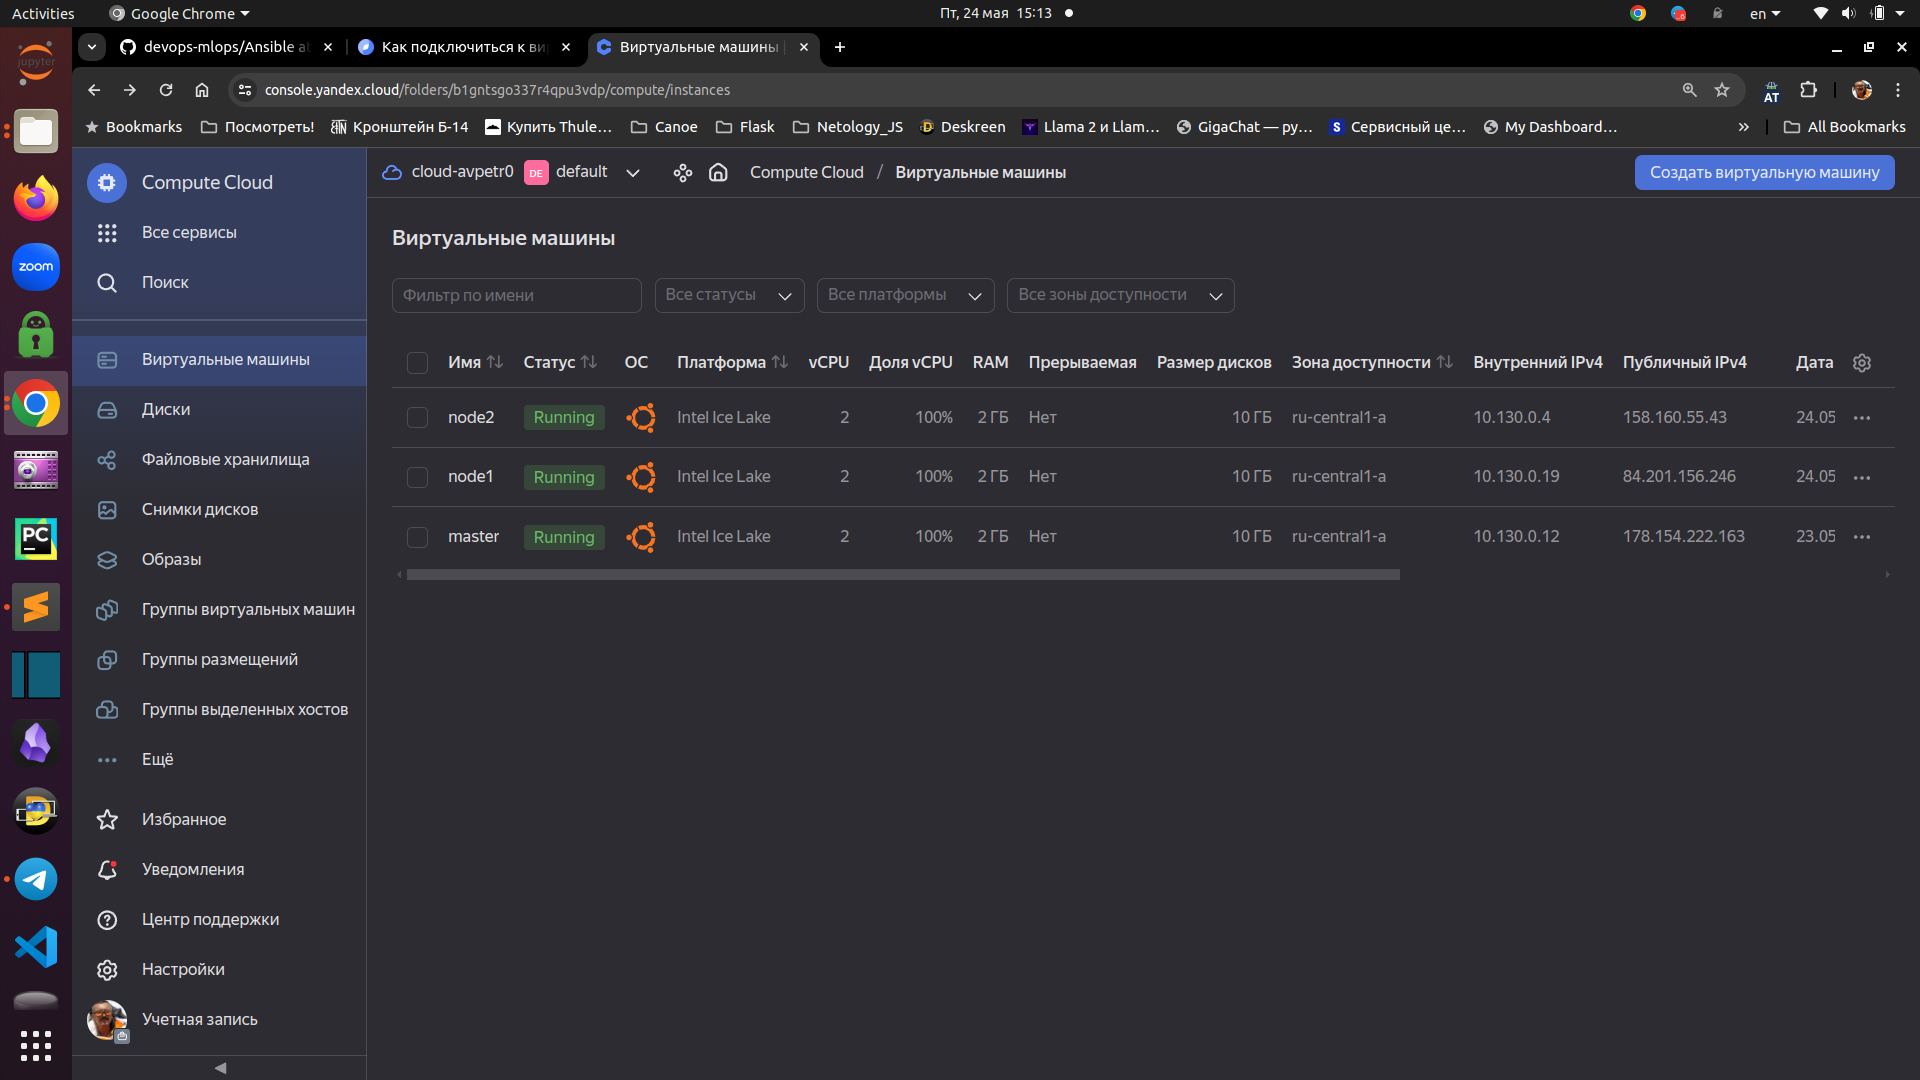 Activities
Google Chrome
Пт, 24 мая 15:13
en
devops-mlops/Ansible
Как подключиться к ви
Виртуальные машины
console.yandex.cloud/folders/b1gntsgo337r4qpu3vdp/compute/instances
AT
Bookmarks
Посмотреть!
Кронштейн Б-14
Купить Thule…
Canoe
Flask
Netology_JS
Deskreen
Llama 2 и Llam…
GigaChat — ру…
Сервисный це…
My Dashboard…
All Bookmarks
jupyter
zoom
PC
Compute Cloud
Все сервисы
Поиск
Виртуальные машины
Диски
Файловые хранилища
Снимки дисков
Образы
Группы виртуальных машин
Группы размещений
Группы выделенных хостов
Ещё
Избранное
Уведомления
Центр поддержки
Настройки
Учетная запись
cloud-avpetr0 DE default
Compute Cloud / Виртуальные машины
Создать виртуальную машину
Виртуальные машины
Фильтр по имени Все статусы Все платформы Все зоны доступности
Имя Статус ОС Платформа vCPU Доля vCPU RAM Прерываемая Размер дисков Зона доступности Внутренний IPv4 Публичный IPv4 Дата
node2 Running Intel Ice Lake 2 100% 2 ГБ Нет 10 ГБ ru-central1-a 10.130.0.4 158.160.55.43 24.05
node1 Running Intel Ice Lake 2 100% 2 ГБ Нет 10 ГБ ru-central1-a 10.130.0.19 84.201.156.246 24.05
master Running Intel Ice Lake 2 100% 2 ГБ Нет 10 ГБ ru-central1-a 10.130.0.12 178.154.222.163 23.05